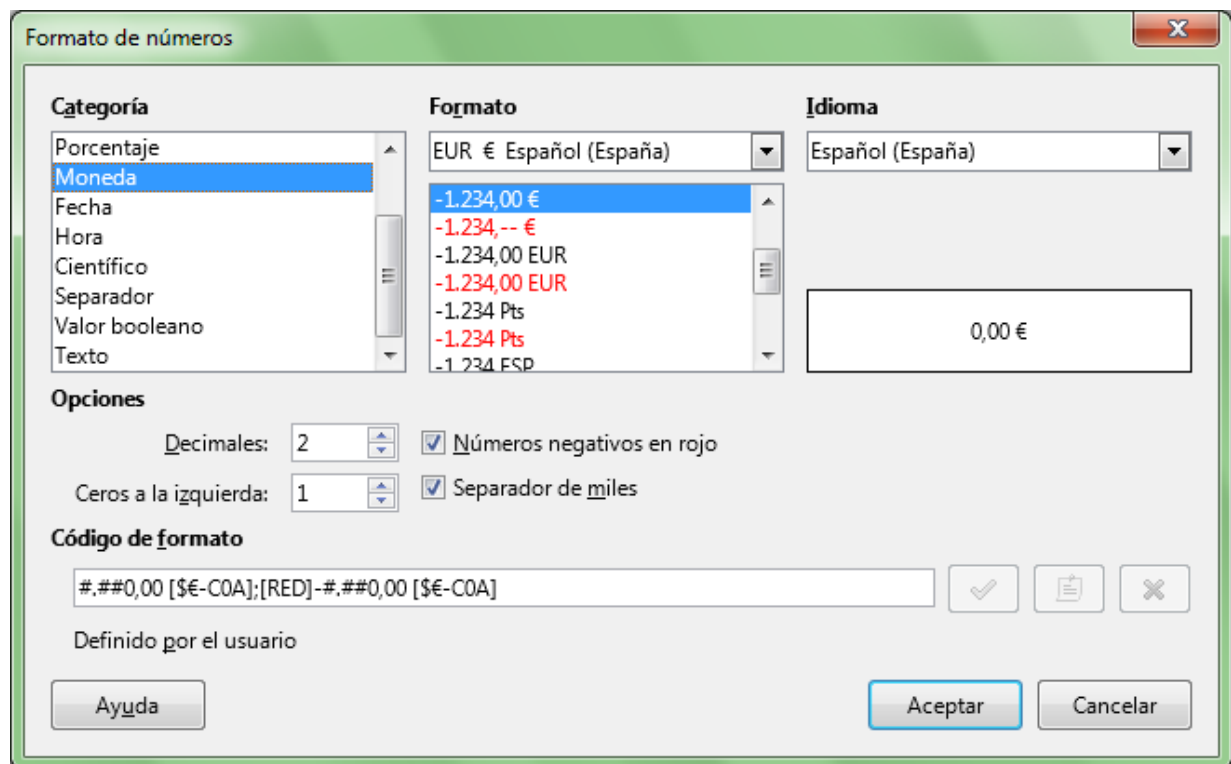 Formato de números
Categoría
Porcentaje
Moneda
Fecha
Hora
Científico
Separador
Valor booleano
Texto
Formato
EUR € Español (España)
-1.234,00 €
-1.234,-- €
-1.234,00 EUR
-1.234,00 EUR
-1.234 Pts
-1.234 Pts
-1.234 ESP
Idioma
Español (España)
0,00 €
Opciones
Decimales: 2
Números negativos en rojo
Ceros a la izquierda: 1
Separador de miles
Código de formato
#.##0,00 [$€-C0A];[RED]-#.##0,00 [$€-C0A]
Definido por el usuario
Ayuda
Aceptar
Cancelar